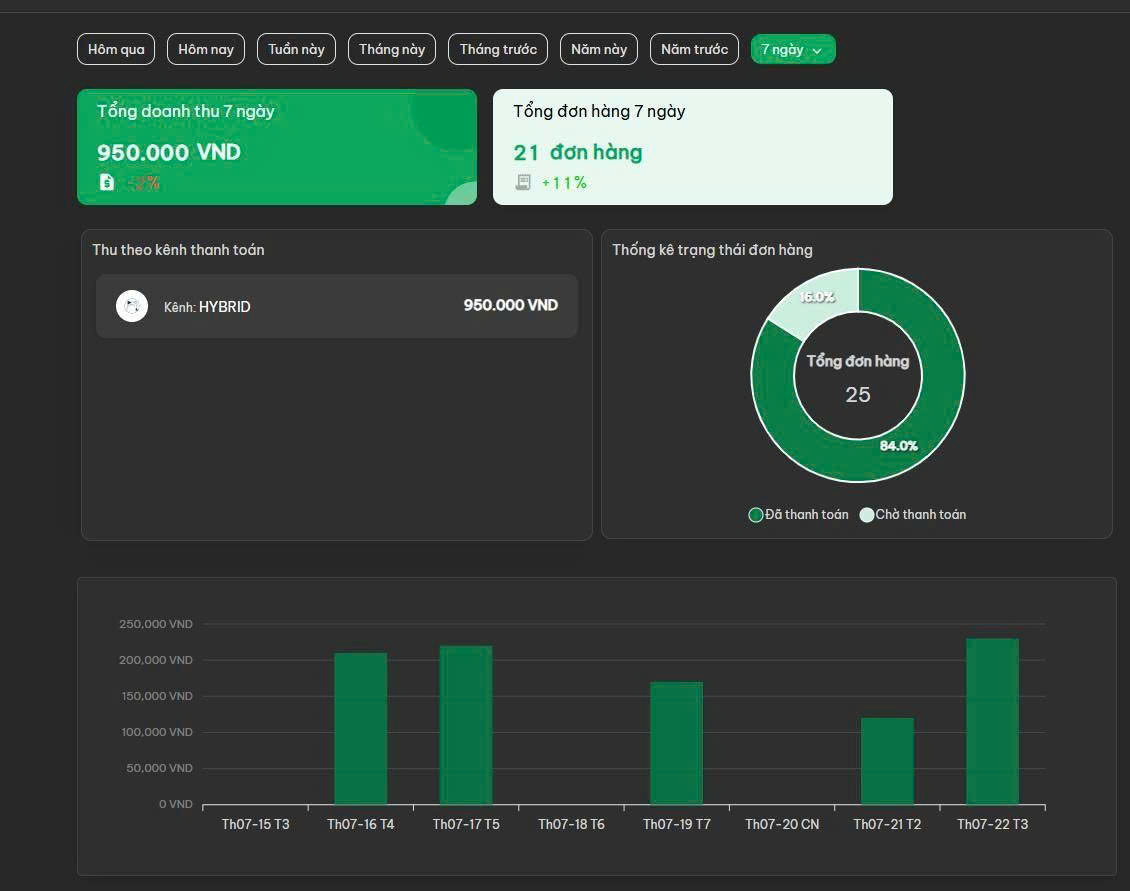 Hôm qua Hôm nay Tuần này Tháng này Tháng trước Năm này Năm trước 7 ngày
Tổng doanh thu 7 ngày
950.000 VND
-2%
Tổng đơn hàng 7 ngày
21 đơn hàng
+11%
Thu theo kênh thanh toán
Kênh: HYBRID 950.000 VND
Thống kê trạng thái đơn hàng
16.0%
Tổng đơn hàng
25
84.0%
Đã thanh toán Chờ thanh toán
250,000 VND
200,000 VND
150,000 VND
100,000 VND
50,000 VND
0 VND
Th07-15 T3 Th07-16 T4 Th07-17 T5 Th07-18 T6 Th07-19 T7 Th07-20 CN Th07-21 T2 Th07-22 T3